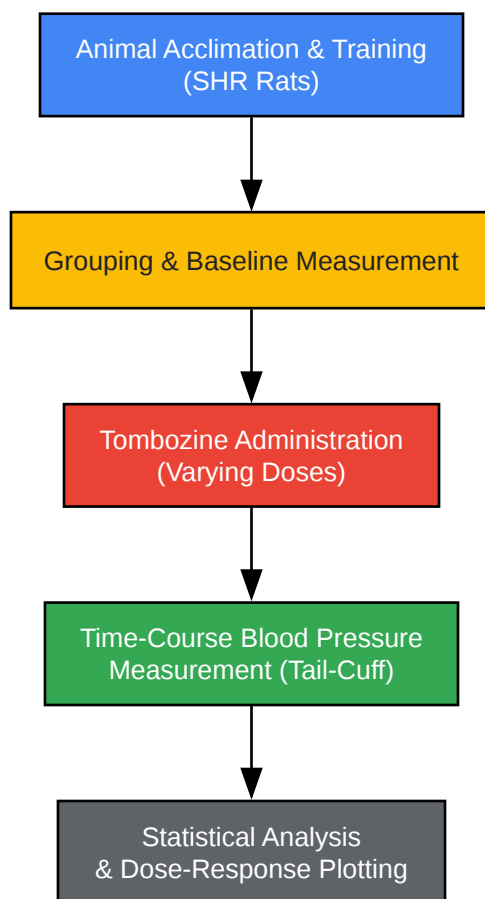 Animal Acclimation & Training
(SHR Rats)
Grouping & Baseline Measurement
Tombozine Administration
(Varying Doses)
Time-Course Blood Pressure
Measurement (Tail-Cuff)
Statistical Analysis
& Dose-Response Plotting